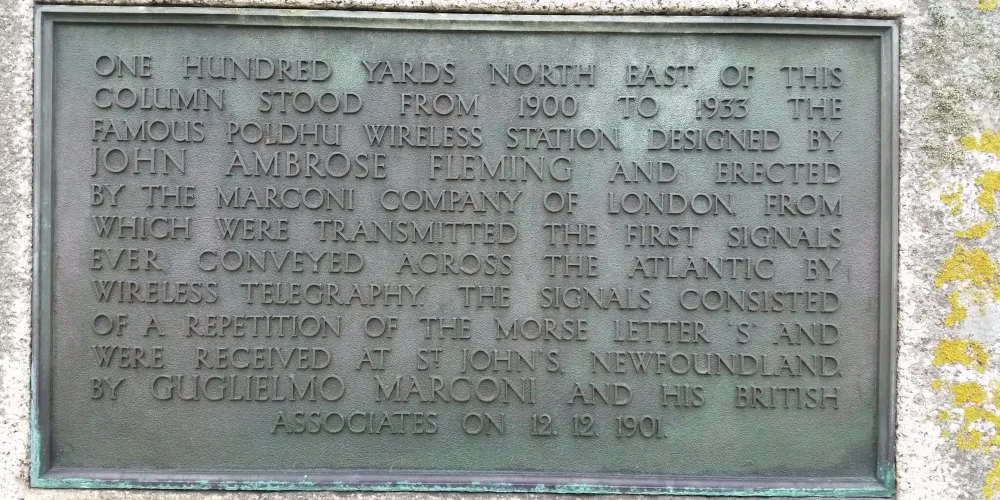 ONE HUNDRED YARDS NORTH EAST OF THIS
COLUMN STOOD FROM 1900 TO 1933 THE
FAMOUS POLDHU WIRELESS STATION DESIGNED BY
JOHN AMBROSE FLEMING AND ERECTED
BY THE MARCONI COMPANY OF LONDON, FROM
WHICH WERE TRANSMITTED THE FIRST SIGNALS
EVER CONVEYED ACROSS THE ATLANTIC BY
WIRELESS TELEGRAPHY. THE SIGNALS CONSISTED
OF A REPETITION OF THE MORSE LETTER 'S' AND
WERE RECEIVED AT ST JOHN'S, NEWFOUNDLAND,
BY GUGLIELMO MARCONI AND HIS BRITISH
ASSOCIATES ON 12. 12. 1901.